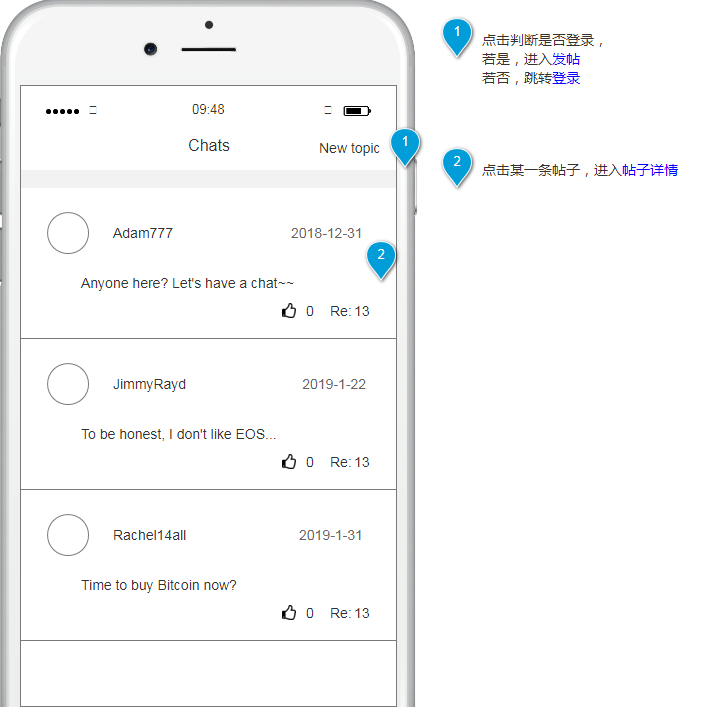 09:48
Chats
New topic
1
Adam777
2018-12-31
2
Anyone here? Let's have a chat~~
0
Re: 13
JimmyRayd
2019-1-22
To be honest, I don't like EOS...
0
Re: 13
Rachel14all
2019-1-31
Time to buy Bitcoin now?
0
Re: 13
1
点击判断是否登录，
若是，进入发帖
若否，跳转登录
2
点击某一条帖子，进入帖子详情